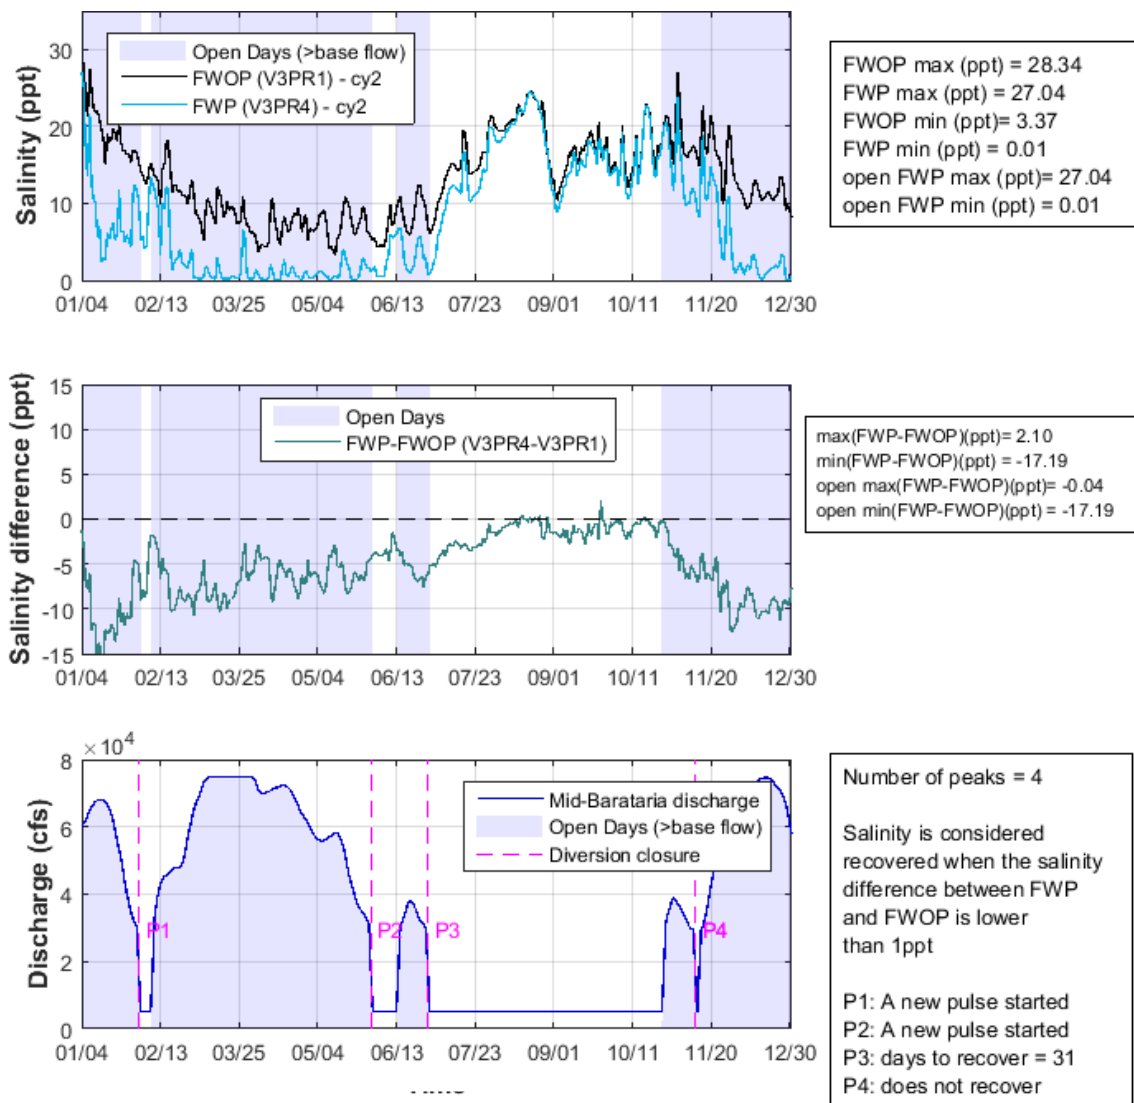 Salinity (ppt)
30
20
10
0
Open Days (>base flow)
FWOP (V3PR1) - cy2
FWP (V3PR4) - cy2
01/04 02/13 03/25 05/04 06/13 07/23 09/01 10/11 11/20 12/30
FWOP max (ppt) = 28.34
FWP max (ppt) = 27.04
FWOP min (ppt)= 3.37
FWP min (ppt) = 0.01
open FWP max (ppt)= 27.04
open FWP min (ppt) = 0.01
Salinity difference (ppt)
15
10
5
0
-5
-10
-15
Open Days
FWP-FWOP (V3PR4-V3PR1)
01/04 02/13 03/25 05/04 06/13 07/23 09/01 10/11 11/20 12/30
max(FWP-FWOP)(ppt)= 2.10
min(FWP-FWOP)(ppt) = -17.19
open max(FWP-FWOP)(ppt)= -0.04
open min(FWP-FWOP)(ppt) = -17.19
Discharge (cfs)
×10⁴
8
6
4
2
0
Mid-Barataria discharge
Open Days (>base flow)
Diversion closure
P1 P2 P3 P4
01/04 02/13 03/25 05/04 06/13 07/23 09/01 10/11 11/20 12/30
Number of peaks = 4
Salinity is considered
recovered when the salinity
difference between FWP
and FWOP is lower
than 1ppt
P1: A new pulse started
P2: A new pulse started
P3: days to recover = 31
P4: does not recover